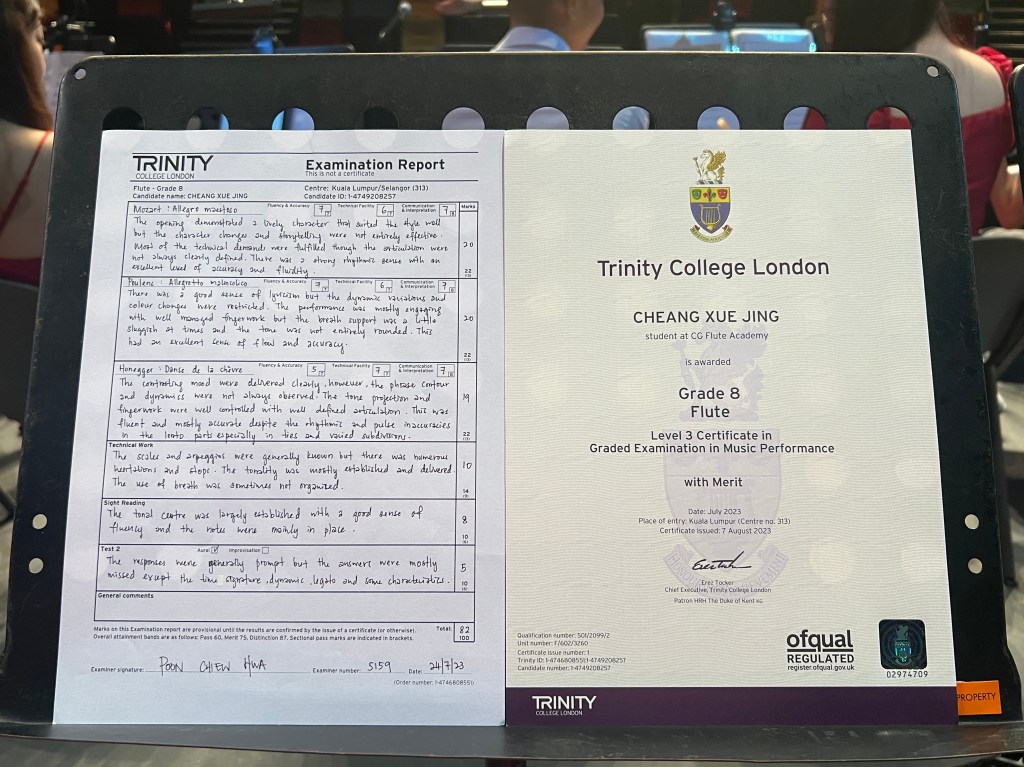 TRINITY
COLLEGE LONDON
Examination Report
This is not a certificate
Flute - Grade 8
Centre: Kuala Lumpur/Selangor (313)
Candidate name: CHEANG XUE JING
Candidate ID: 1-4749208257
Mozart : Allegro maestoso
Fluency & Accuracy 7
Technical Facility 6
Communication & Interpretation 7
Marks
The opening demonstrated a lively character that suited the style well
but the character changes and storytelling were not entirely effective.
Most of the technical demands were fulfilled though the articulation were
not always clearly defined. There was a strong rhythmic sense with an
excellent level of accuracy and fluidity.
20
22
Poulenc : Allegretto malincolico
Fluency & Accuracy 7
Technical Facility 6
Communication & Interpretation 7
There was a good sense of lyricism but the dynamic variations and
colour changes were restricted. The performance was mostly engaging
with well managed fingerwork but the breath support was a little
sluggish at times and the tone was not entirely rounded. This
had an excellent sense of flow and accuracy.
20
22
Honegger : Danse de la chèvre
Fluency & Accuracy 5
Technical Facility 7
Communication & Interpretation 7
The contrasting mood were delivered clearly, however, the phrase contour
and dynamics were not always observed. The tone projection and
fingerwork were well controlled with well defined articulation. This was
fluent and mostly accurate despite the rhythmic and pulse inaccuracies
in the lento parts especially in ties and varied subdivisions.
19
22
Technical Work
The scales and arpeggios were generally known but there was numerous
hesitations and slops. The tonality was mostly established and delivered.
The use of breath was sometimes not organized.
10
14
Sight Reading
The tonal centre was largely established with a good sense of
fluency and the notes were mainly in place.
8
10
Test 2
Aural
Improvisation
The responses were generally prompt but the answers were mostly
missed except the time signature, dynamic, legato and some characteristics.
5
10
General comments
Marks on this Examination Report are provisional until the results are confirmed by the issue of a certificate (or otherwise).
Overall attainment bands are as follows: Pass 60, Merit 75, Distinction 87. Sectional pass marks are indicated in brackets.
Total: 82
100
Examiner signature: POON CHIEW HWA
Examiner number: 5159
Date: 24/7/23
(Order number: 1-4746808551)
Trinity College London
CHEANG XUE JING
student at CG Flute Academy
is awarded
Grade 8
Flute
Level 3 Certificate in
Graded Examination in Music Performance
with Merit
Date: July 2023
Place of entry: Kuala Lumpur (Centre no. 313)
Certificate issued: 7 August 2023
Erez Tocker
Chief Executive, Trinity College London
Patron HRH The Duke of Kent KG
Qualification number: 501/2099/2
Unit number: F/602/3260
Certificate issue number: 1
Trinity ID: 1-4746808551:1-4749208257
Candidate number: 1-4749208257
ofqual
REGULATED
register.ofqual.gov.uk
02974709
TRINITY
COLLEGE LONDON
PROPERTY